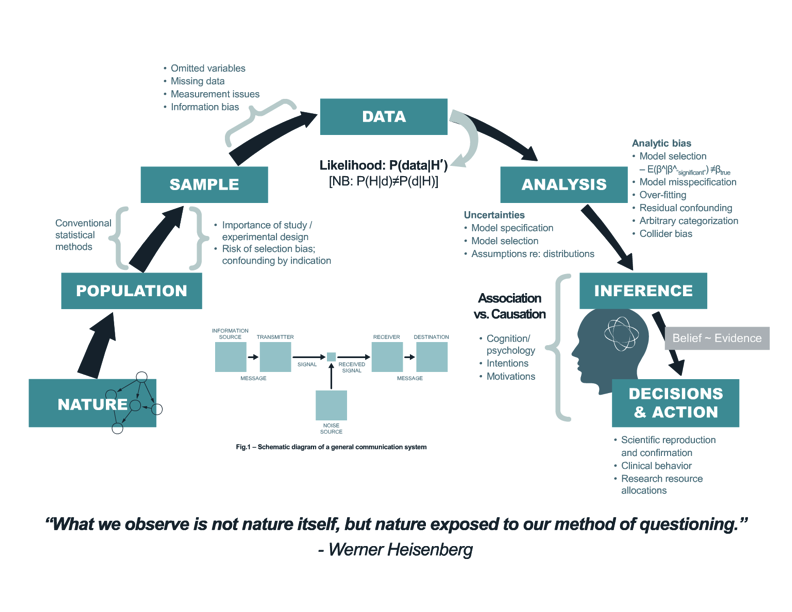 • Omitted variables
• Missing data
• Measurement issues
• Information bias
DATA
Likelihood: P(data|H′)
[NB: P(H|d)≠P(d|H)]
SAMPLE
Conventional
statistical
methods
• Importance of study /
experimental design
• Risk of selection bias;
confounding by indication
POPULATION
NATURE
ANALYSIS
Analytic bias
• Model selection
– E(β^|β^“significant”) ≠βtrue
• Model misspecification
• Over-fitting
• Residual confounding
• Arbitrary categorization
• Collider bias
Uncertainties
• Model specification
• Model selection
• Assumptions re: distributions
INFERENCE
Association
vs. Causation
• Cognition/
psychology
• Intentions
• Motivations
Belief ~ Evidence
DECISIONS
& ACTION
• Scientific reproduction
and confirmation
• Clinical behavior
• Research resource
allocations
INFORMATION
SOURCE
TRANSMITTER
RECEIVER
DESTINATION
SIGNAL
RECEIVED
SIGNAL
MESSAGE
MESSAGE
NOISE
SOURCE
Fig.1 – Schematic diagram of a general communication system
“What we observe is not nature itself, but nature exposed to our method of questioning.”
- Werner Heisenberg